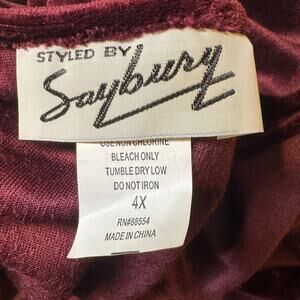 STYLED BY
Saybury
USE NON CHLORINE
BLEACH ONLY
TUMBLE DRY LOW
DO NOT IRON
4X
RN#88554
MADE IN CHINA